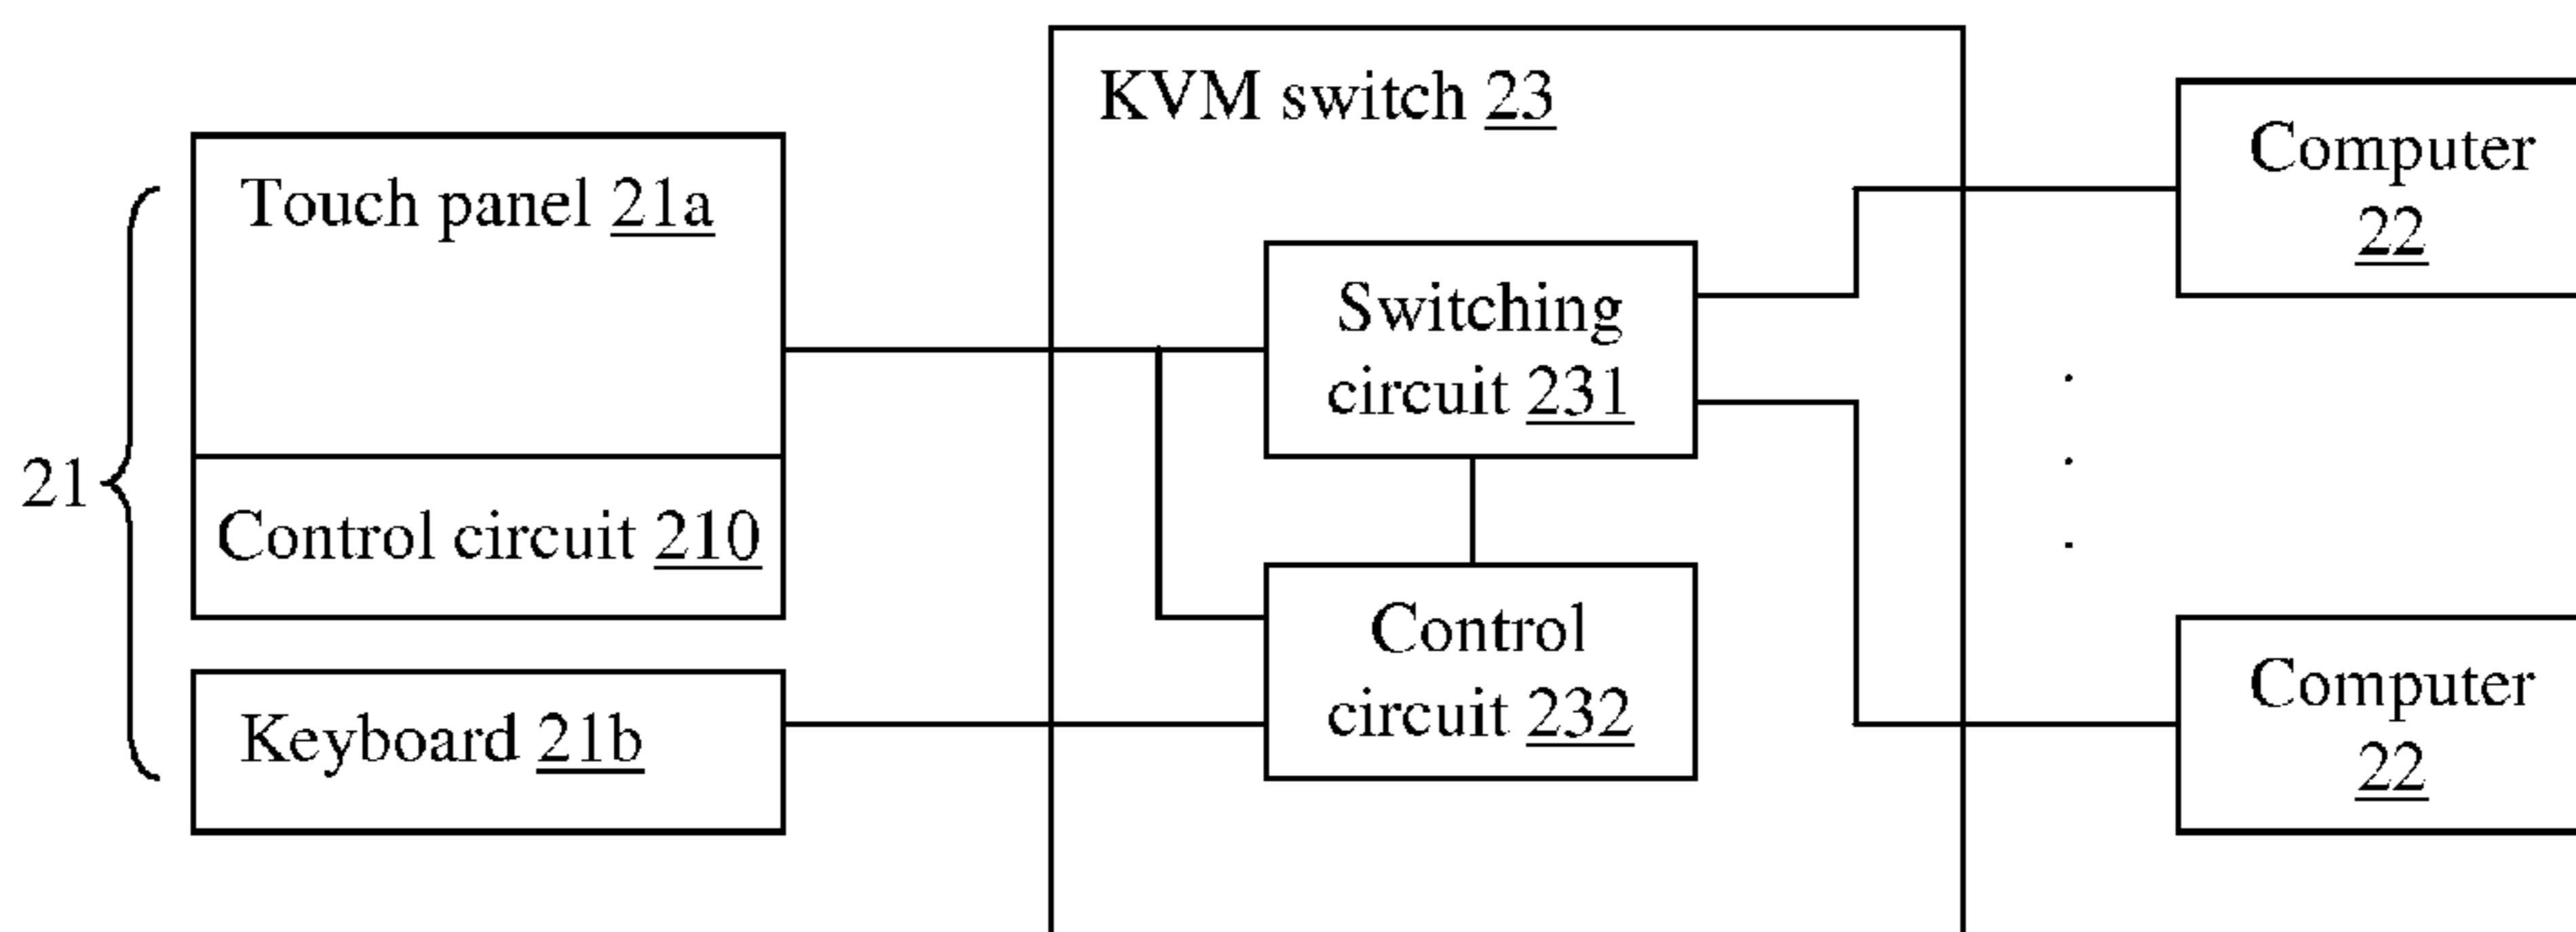 KVM switch 23
Touch panel 21a
Control circuit 210
21
Keyboard 21b
Switching
circuit 231
Control
circuit 232
Computer
22
.
.
.
Computer
22